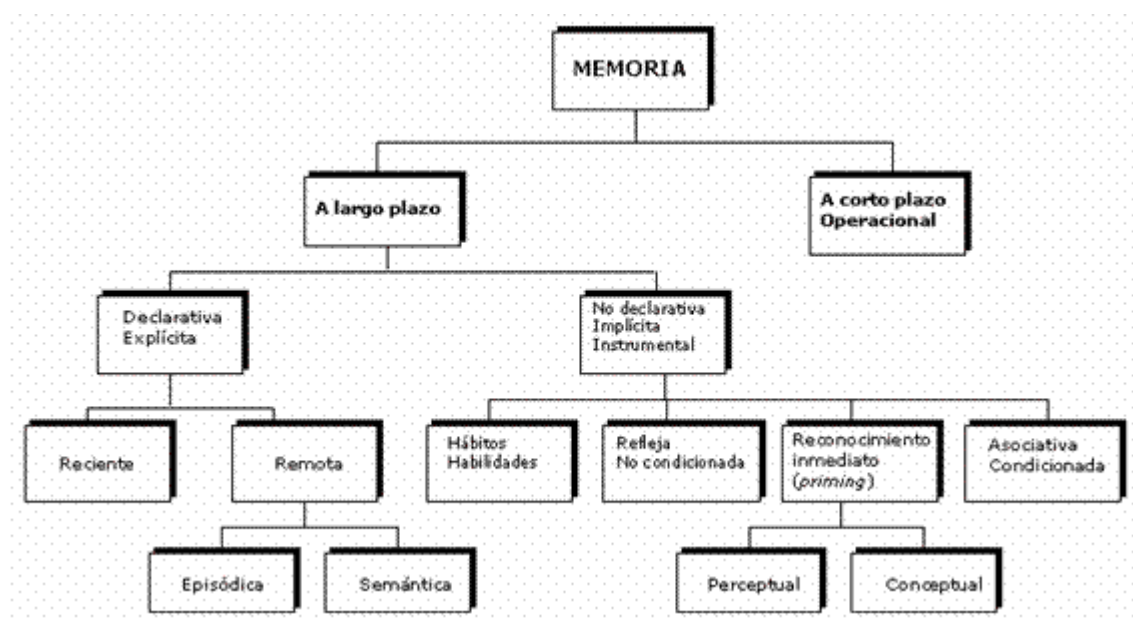 MEMORIA
A largo plazo
A corto plazo
Operacional
Declarativa
Explícita
No declarativa
Implícita
Instrumental
Reciente
Remota
Hábitos
Habilidades
Refleja
No condicionada
Reconocimiento
inmediato
(priming)
Asociativa
Condicionada
Episódica
Semántica
Perceptual
Conceptual